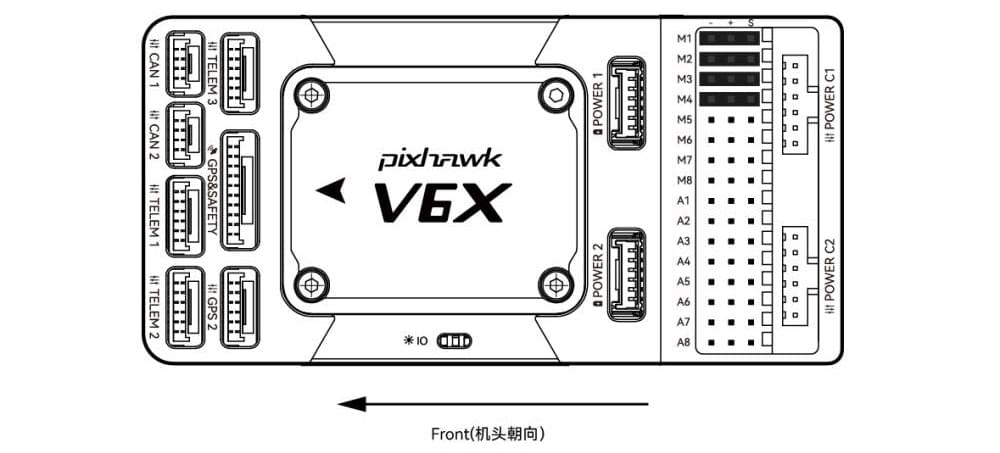 CAN 1
TELEM 3
CAN 2
GPS&SAFETY
TELEM 1
TELEM 2
GPS 2
pixhawk
V6X
IO
POWER 1
POWER 2
- + S
M1
M2
M3
M4
M5
M6
M7
M8
A1
A2
A3
A4
A5
A6
A7
A8
POWER C1
POWER C2
Front(机头朝向)